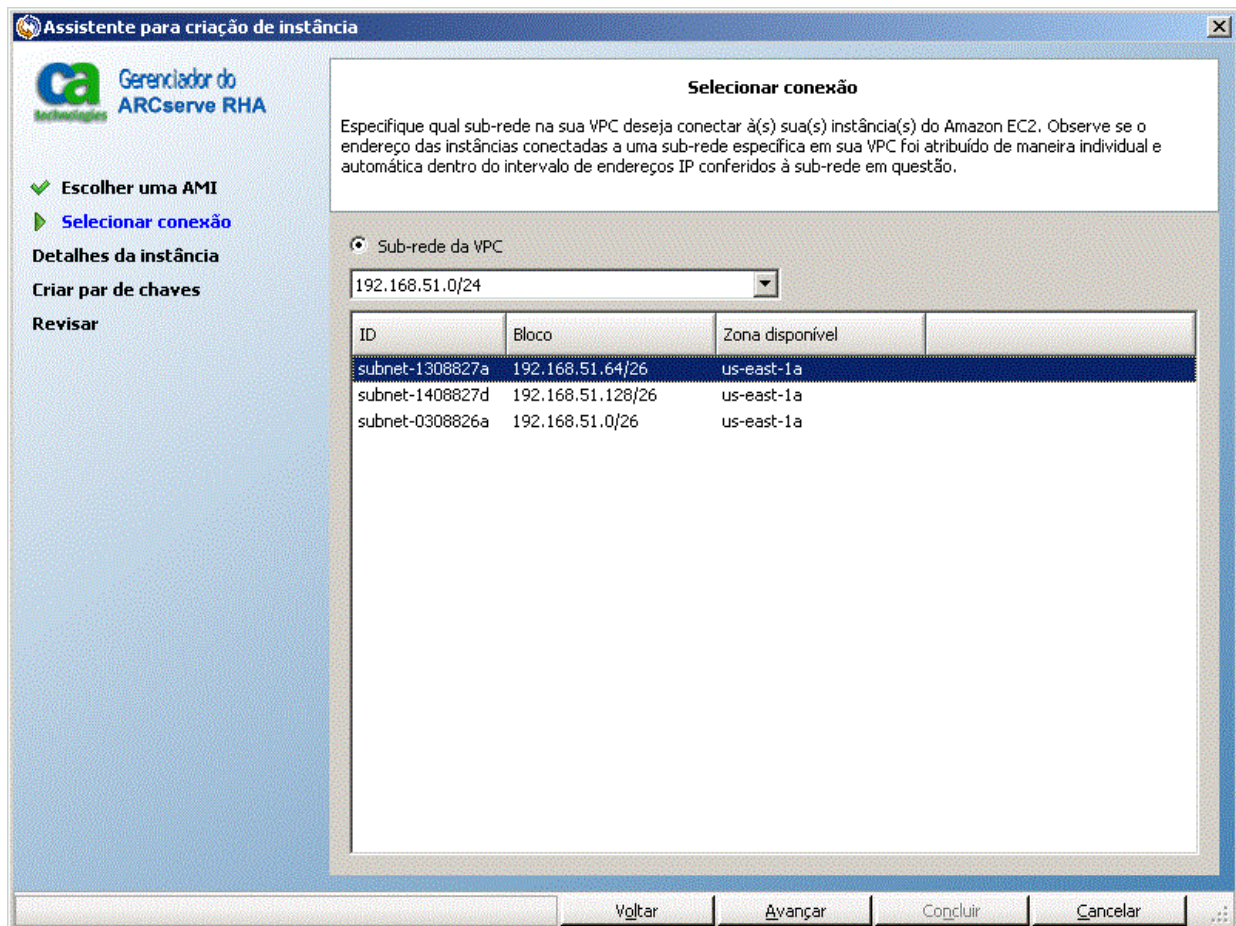 Assistente para criação de instância
ca
technologies
Gerenciador do
ARCserve RHA
Escolher uma AMI
Selecionar conexão
Detalhes da instância
Criar par de chaves
Revisar
Selecionar conexão
Especifique qual sub-rede na sua VPC deseja conectar à(s) sua(s) instância(s) do Amazon EC2. Observe se o
endereço das instâncias conectadas a uma sub-rede específica em sua VPC foi atribuído de maneira individual e
automática dentro do intervalo de endereços IP conferidos à sub-rede em questão.
Sub-rede da VPC
192.168.51.0/24
ID Bloco Zona disponível
subnet-1308827a 192.168.51.64/26 us-east-1a
subnet-1408827d 192.168.51.128/26 us-east-1a
subnet-0308826a 192.168.51.0/26 us-east-1a
Voltar Avançar Concluir Cancelar